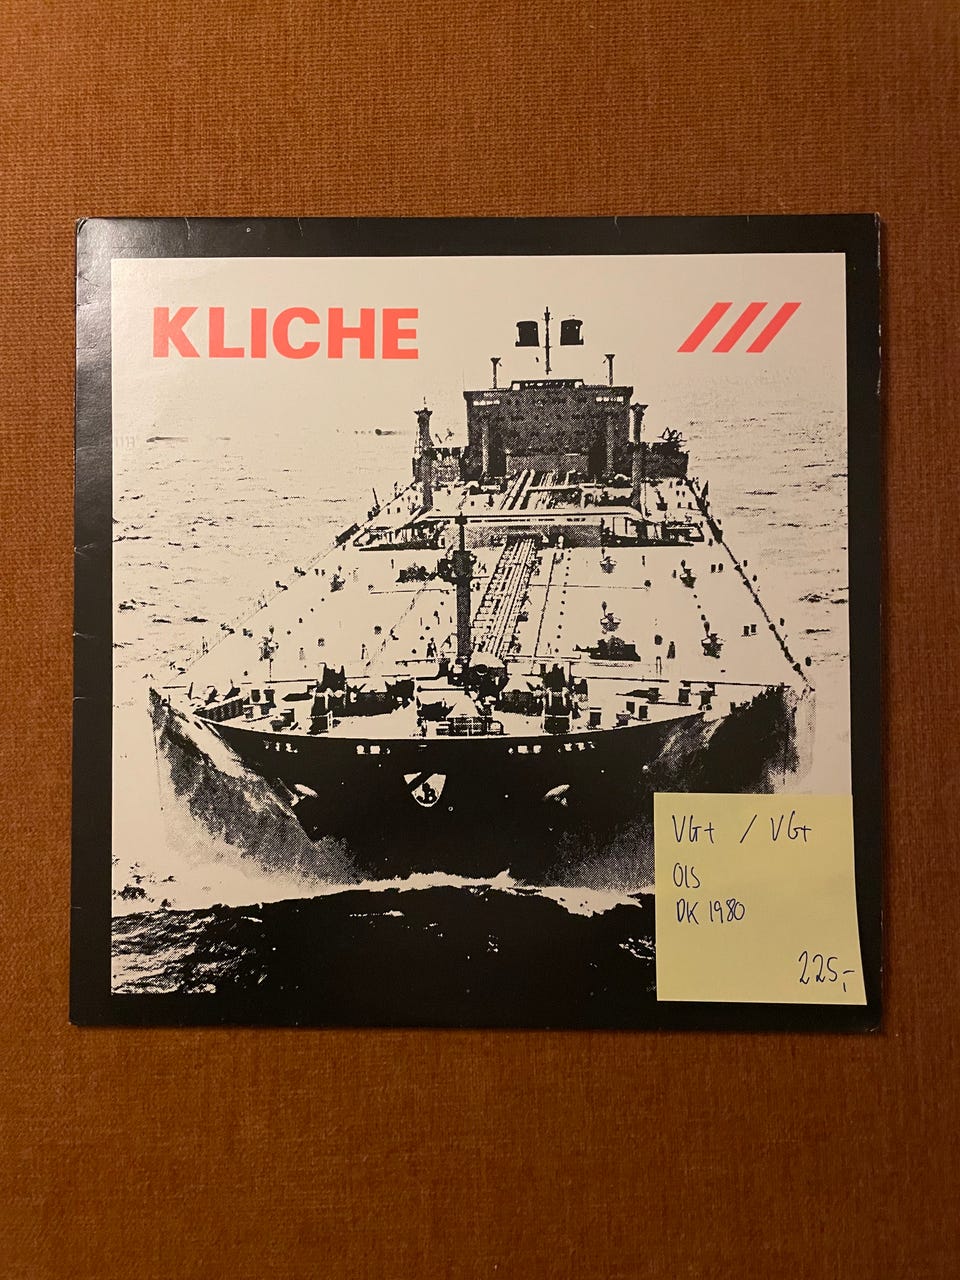 KLICHE ///
VG+ / VG+
OIS
DK 1980
225,-